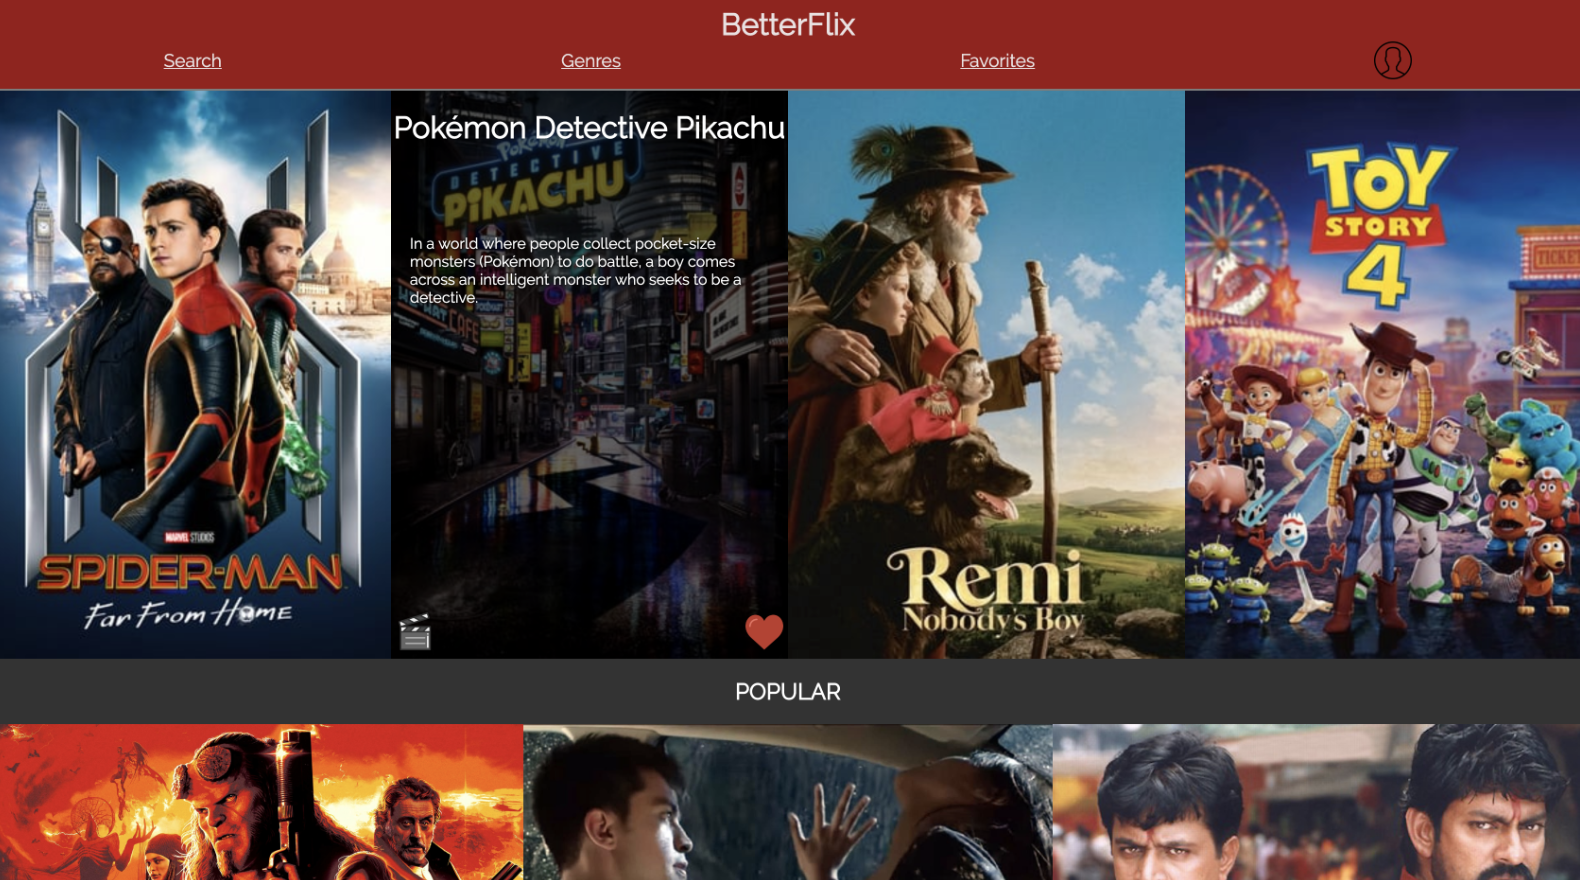 BetterFlix
Search
Genres
Favorites
MARVEL STUDIOS
SPIDER-MAN
Far From Home
Pokémon Detective Pikachu
POKÉMON
DETECTIVE
PIKACHU
In a world where people collect pocket-size
monsters (Pokémon) to do battle, a boy comes
across an intelligent monster who seeks to be a
detective.
Remi
Nobody's Boy
TOY
STORY
4
POPULAR